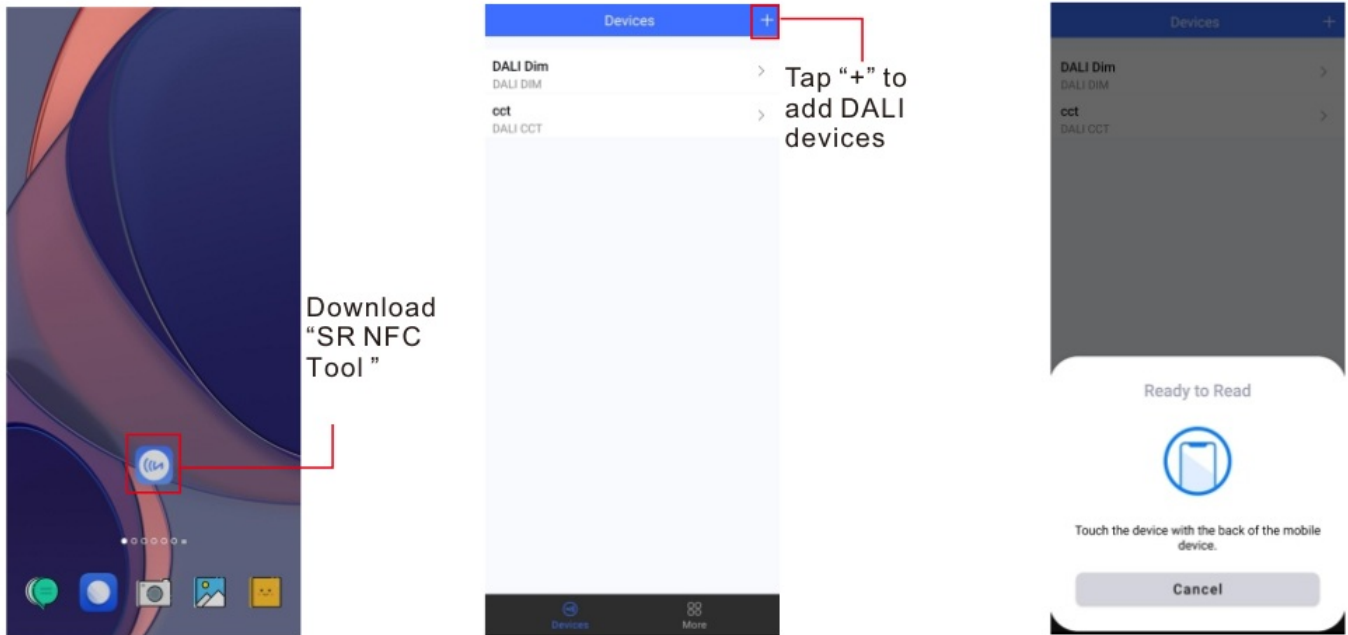 Download
“SR NFC
Tool ”
Devices
+
DALI Dim
DALI DIM
cct
DALI CCT
Devices
More
Tap “+” to
add DALI
devices
Devices
+
DALI Dim
DALI DIM
cct
DALI CCT
Ready to Read
Touch the device with the back of the mobile
device.
Cancel